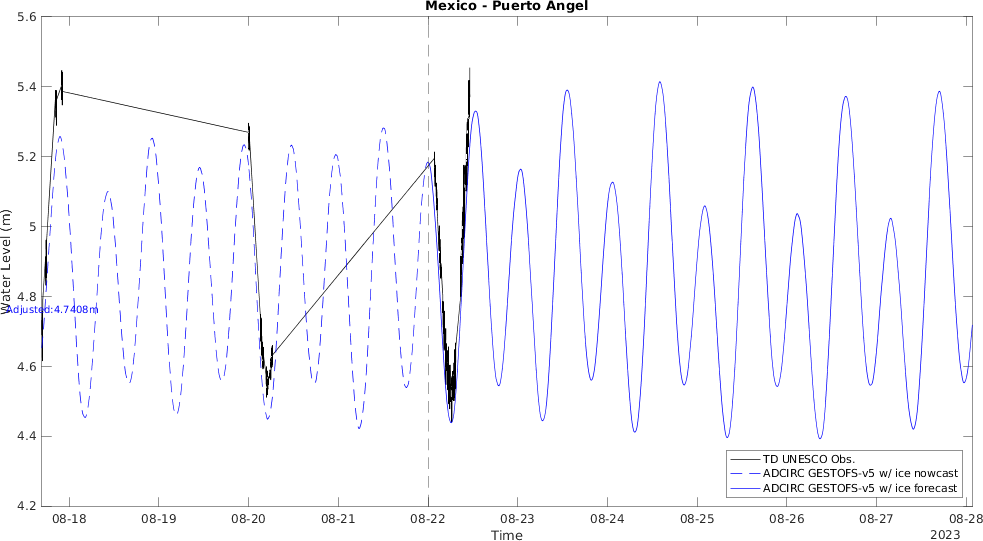 Mexico - Puerto Angel
5.6
5.4
5.2
5
4.8
4.6
4.4
4.2
Water Level (m)
Adjusted:4.7408m
TD UNESCO Obs.
ADCIRC GESTOFS-v5 w/ ice nowcast
ADCIRC GESTOFS-v5 w/ ice forecast
08-18 08-19 08-20 08-21 08-22 08-23 08-24 08-25 08-26 08-27 08-28
Time
2023